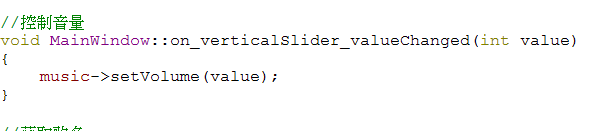 //控制音量
void MainWindow::on_verticalSlider_valueChanged(int value)
{
    music->setVolume(value);
}